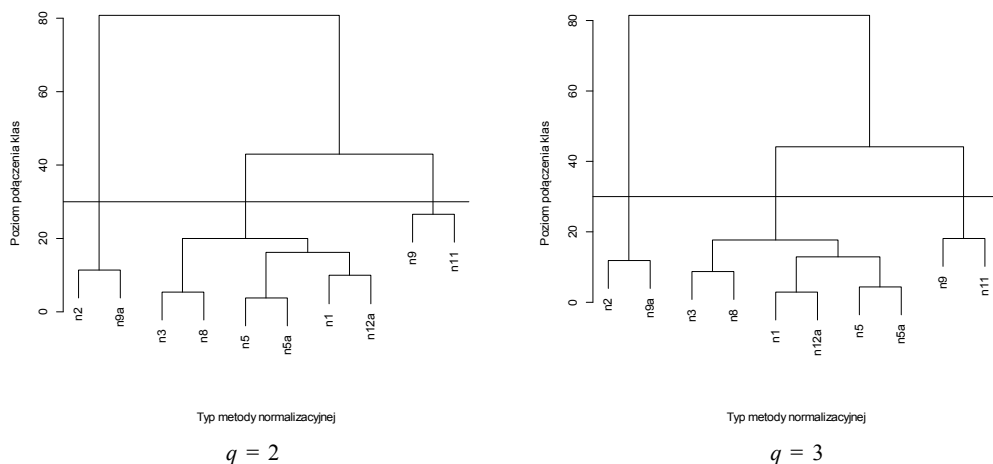 80
60
40
20
0
Poziom połączenia klas
n2
n9a
n3
n8
n5
n5a
n1
n12a
n9
n11
Typ metody normalizacyjnej
q = 2
80
60
40
20
0
Poziom połączenia klas
n2
n9a
n3
n8
n1
n12a
n5
n5a
n9
n11
Typ metody normalizacyjnej
q = 3